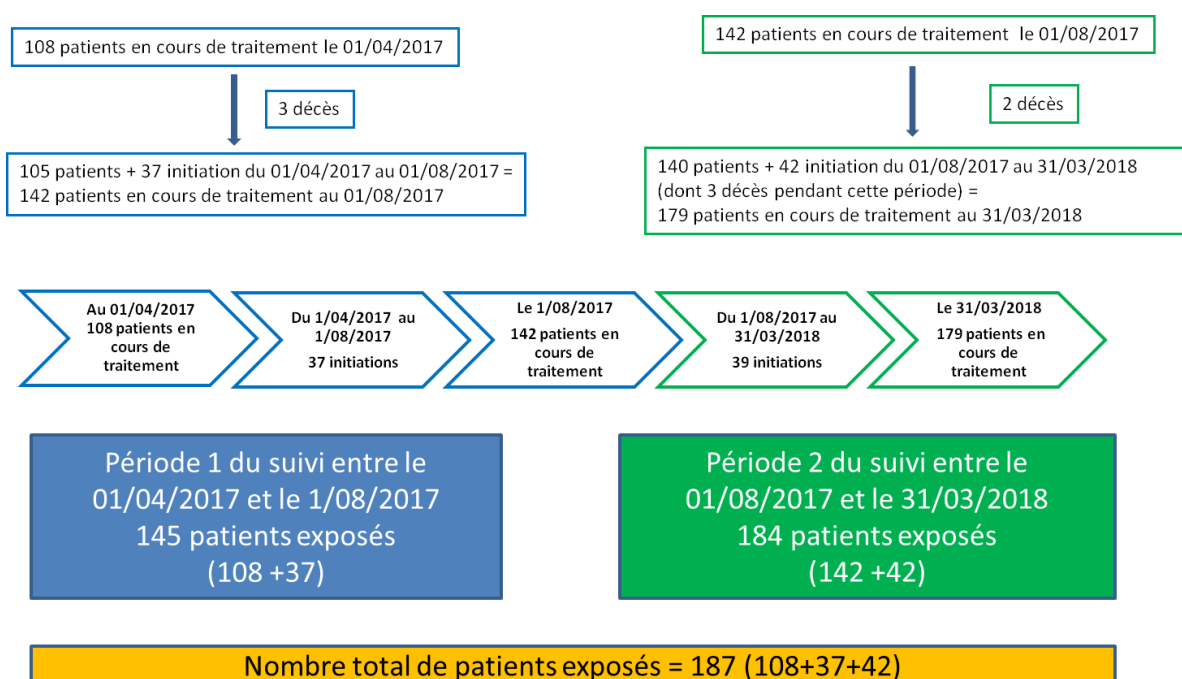 108 patients en cours de traitement le 01/04/2017
3 décès
105 patients + 37 initiation du 01/04/2017 au 01/08/2017 =
142 patients en cours de traitement au 01/08/2017
142 patients en cours de traitement le 01/08/2017
2 décès
140 patients + 42 initiation du 01/08/2017 au 31/03/2018
(dont 3 décès pendant cette période) =
179 patients en cours de traitement au 31/03/2018
Au 01/04/2017
108 patients en
cours de
traitement
Du 1/04/2017 au
1/08/2017
37 initiations
Le 1/08/2017
142 patients en
cours de
traitement
Du 1/08/2017 au
31/03/2018
39 initiations
Le 31/03/2018
179 patients en
cours de
traitement
Période 1 du suivi entre le
01/04/2017 et le 1/08/2017
145 patients exposés
(108 +37)
Période 2 du suivi entre le
01/08/2017 et le 31/03/2018
184 patients exposés
(142 +42)
Nombre total de patients exposés = 187 (108+37+42)